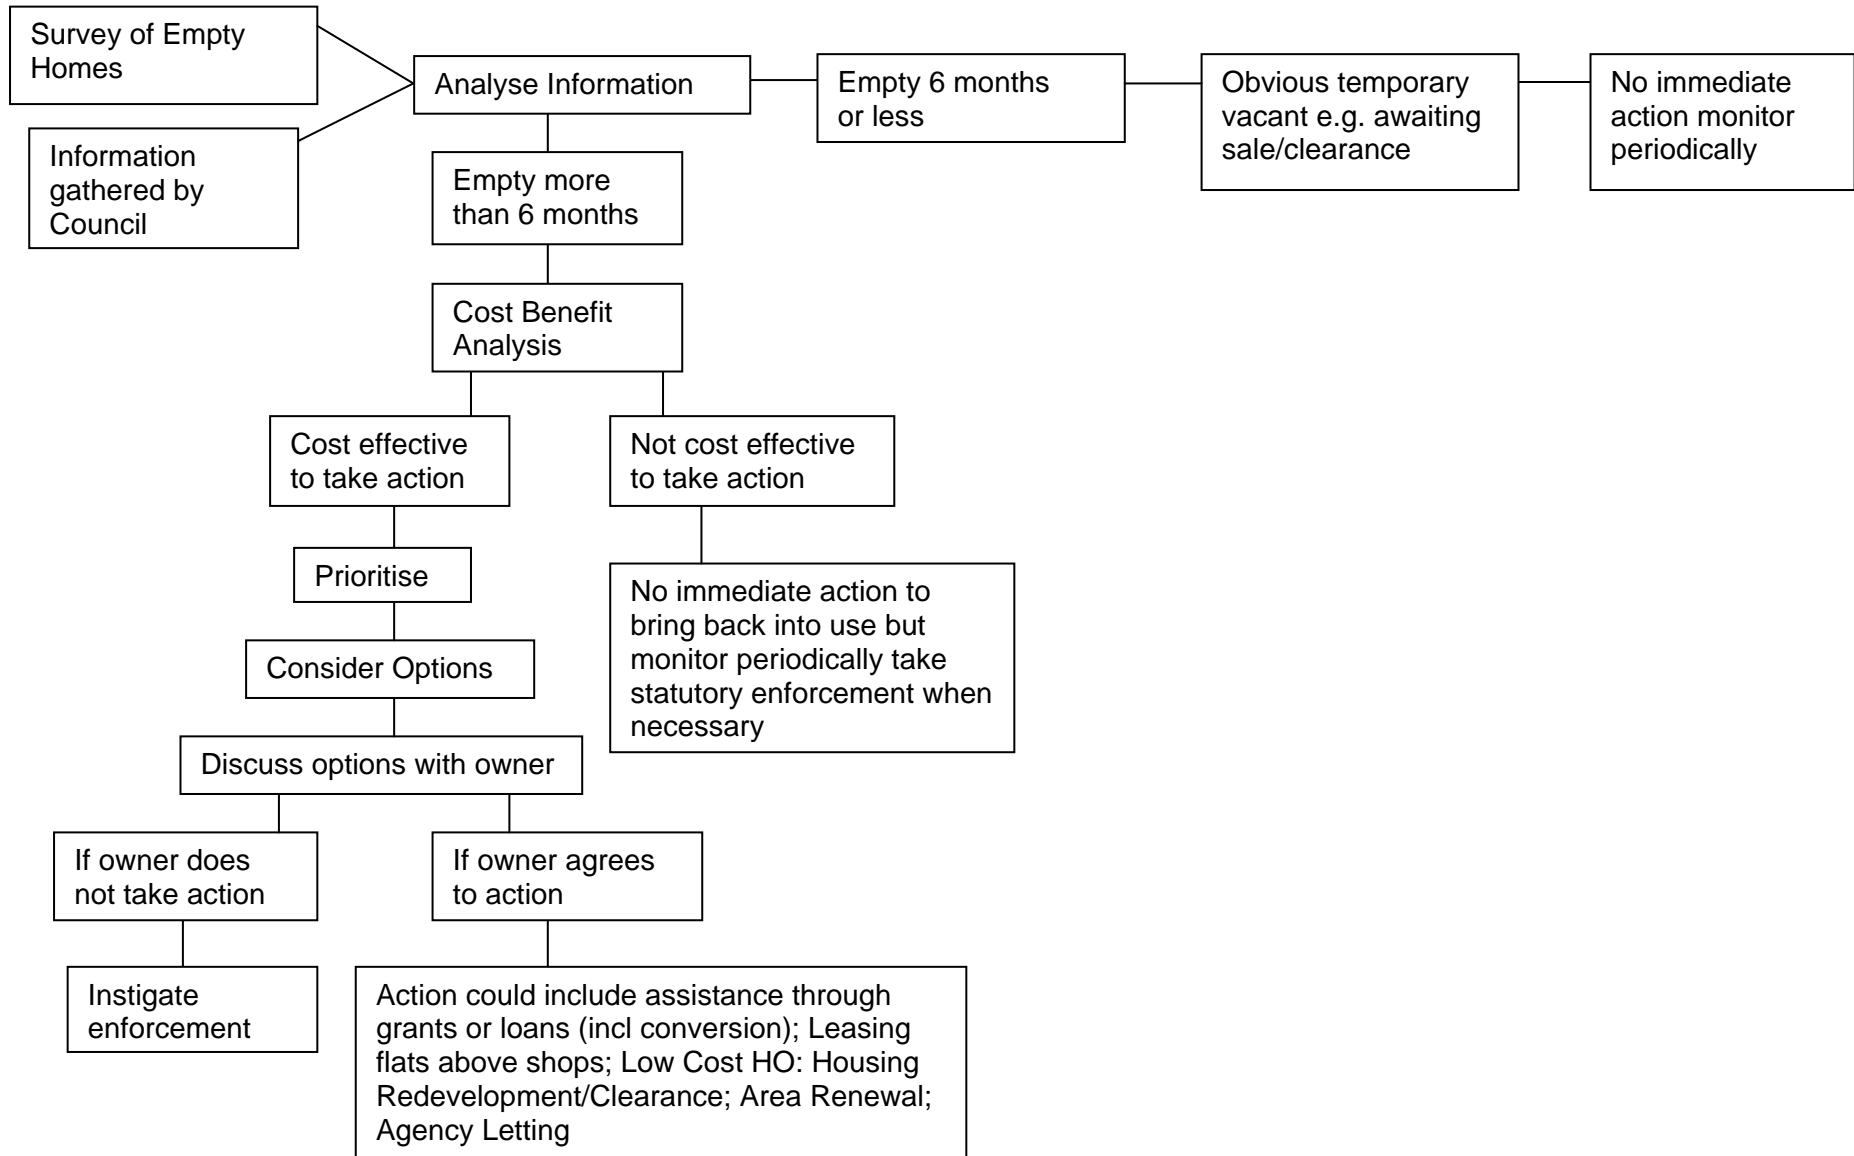 Survey of Empty
Homes
Information
gathered by
Council
Analyse Information
Empty 6 months
or less
Obvious temporary
vacant e.g. awaiting
sale/clearance
No immediate
action monitor
periodically
Empty more
than 6 months
Cost Benefit
Analysis
Cost effective
to take action
Not cost effective
to take action
Prioritise
No immediate action to
bring back into use but
monitor periodically take
statutory enforcement when
necessary
Consider Options
Discuss options with owner
If owner does
not take action
If owner agrees
to action
Instigate
enforcement
Action could include assistance through
grants or loans (incl conversion); Leasing
flats above shops; Low Cost HO: Housing
Redevelopment/Clearance; Area Renewal;
Agency Letting